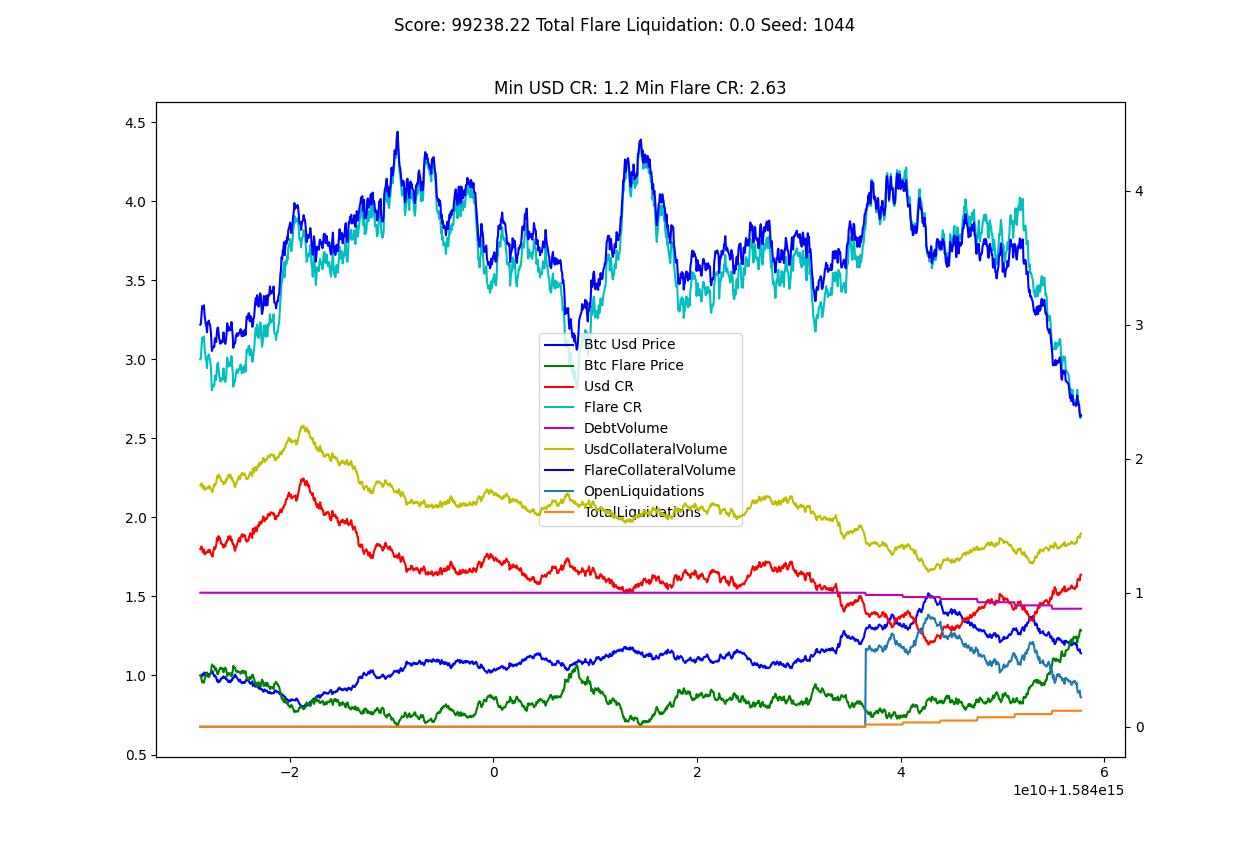 Score: 99238.22 Total Flare Liquidation: 0.0 Seed: 1044
Min USD CR: 1.2 Min Flare CR: 2.63
4.5
4.0
3.5
3.0
2.5
2.0
1.5
1.0
0.5
4
3
2
1
0
Btc Usd Price
Btc Flare Price
Usd CR
Flare CR
DebtVolume
UsdCollateralVolume
FlareCollateralVolume
OpenLiquidations
TotalLiquidations
−2
0
2
4
6
1e10+1.584e15